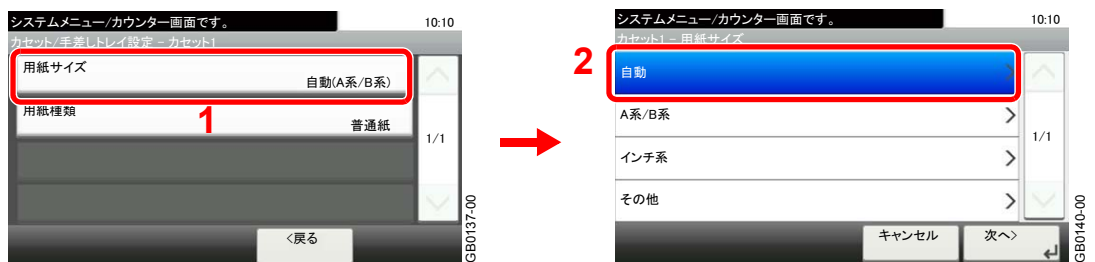 システムメニュー/カウンター画面です。
10:10
カセット/手差しトレイ設定 - カセット1
用紙サイズ
自動(A系/B系)
用紙種類
1
普通紙
1/1
<戻る
GB0137-00
システムメニュー/カウンター画面です。
10:10
カセット1 - 用紙サイズ
2
自動
A系/B系
1/1
インチ系
その他
キャンセル
次へ>
GB0140-00